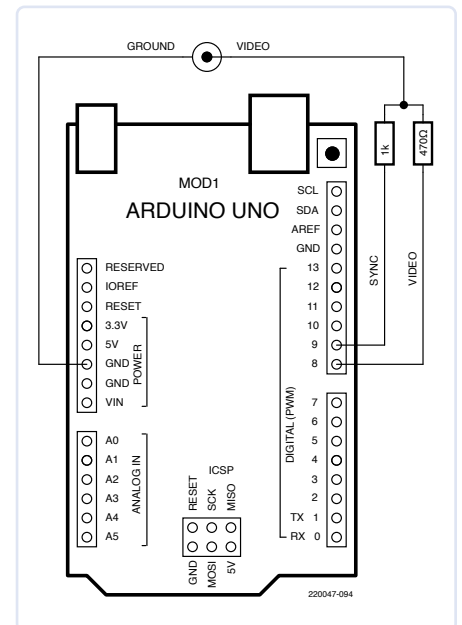 GROUND
VIDEO
1k
470Ω
MOD1
ARDUINO UNO
SCL
SDA
AREF
GND
13
12
11
10
9
8
SYNC
VIDEO
RESERVED
IOREF
RESET
3.3V
5V
GND
GND
VIN
POWER
7
6
5
4
3
2
TX 1
RX 0
DIGITAL (PWM)
A0
A1
A2
A3
A4
A5
ANALOG IN
ICSP
RESET
SCK
MISO
GND
MOSI
5V
220047-094